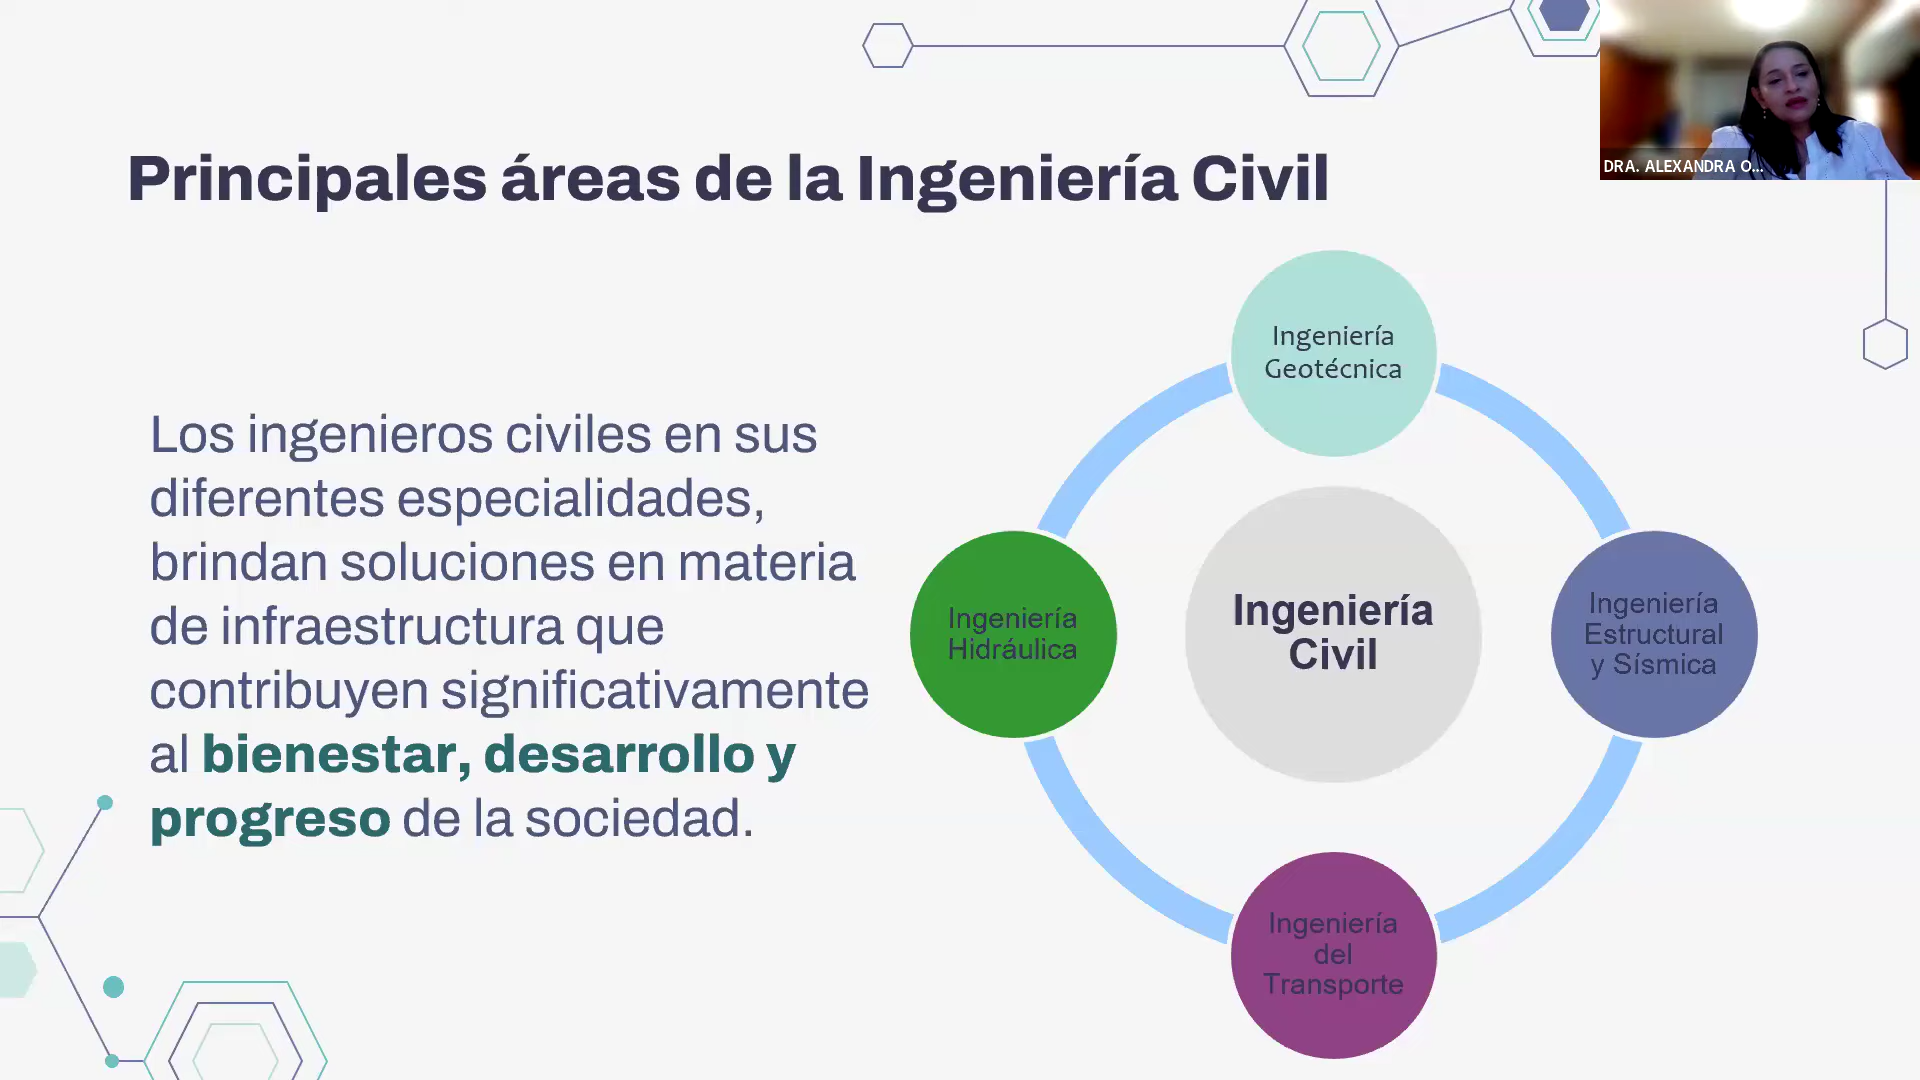 DRA. ALEXANDRA O...
Principales áreas de la Ingeniería Civil
Los ingenieros civiles en sus
diferentes especialidades,
brindan soluciones en materia
de infraestructura que
contribuyen significativamente
al bienestar, desarrollo y
progreso de la sociedad.
Ingeniería
Geotécnica
Ingeniería
Hidráulica
Ingeniería
Civil
Ingeniería
Estructural
y Sísmica
Ingeniería
del
Transporte